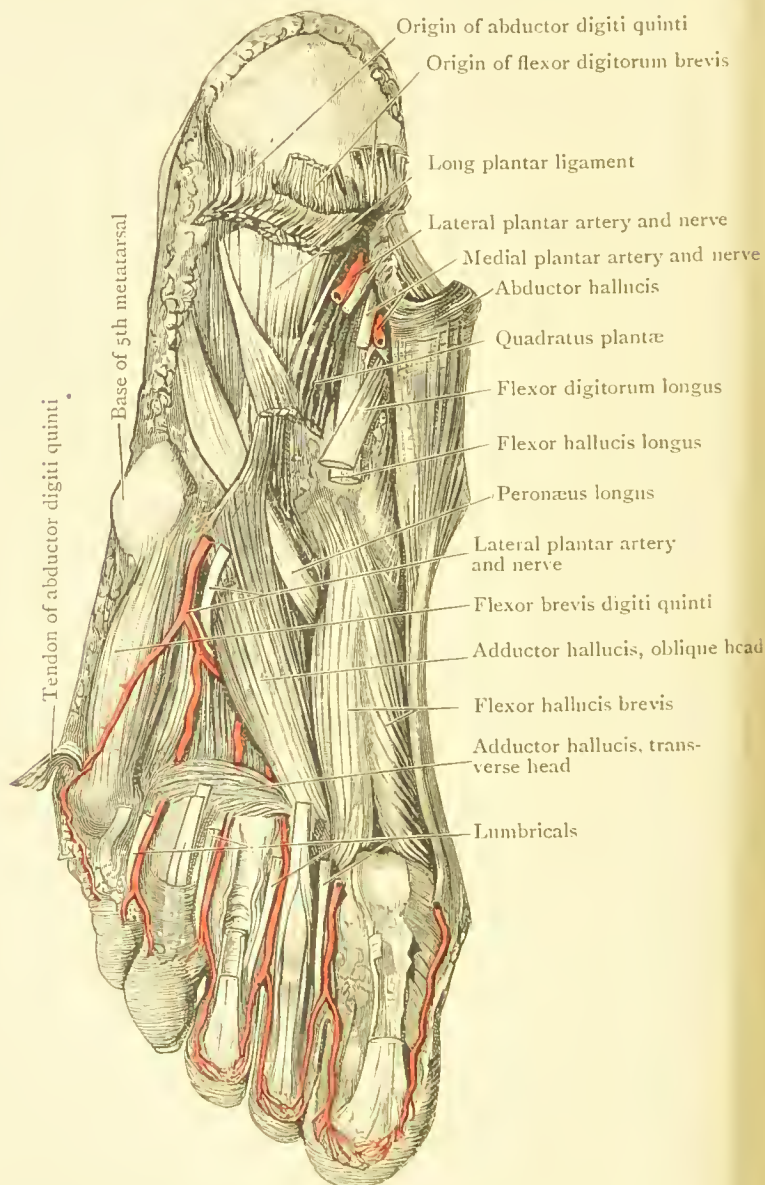 Origin of abductor digiti quinti
Origin of flexor digitorum brevis
Long plantar ligament
Lateral plantar artery and nerve
Medial plantar artery and nerve
Abductor hallucis
Quadratus plantæ
Flexor digitorum longus
Flexor hallucis longus
Peronæus longus
Lateral plantar artery
and nerve
Flexor brevis digiti quinti
Adductor hallucis, oblique head
Flexor hallucis brevis
Adductor hallucis, trans-
verse head
Lumbricals
Base of 5th metatarsal
Tendon of abductor digiti quinti